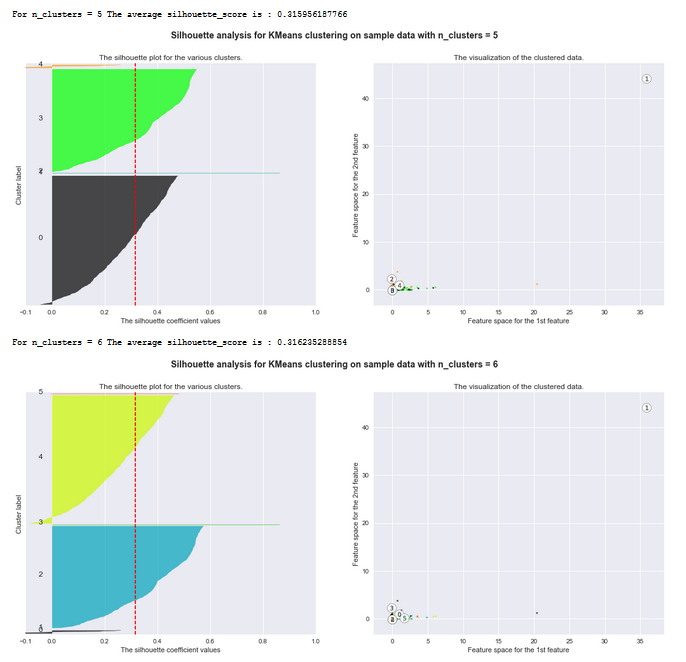 For n_clusters = 5 The average silhouette_score is : 0.315956187766
Silhouette analysis for KMeans clustering on sample data with n_clusters = 5
The silhouette plot for the various clusters.
The visualization of the clustered data.
4
3
0
Cluster label
-0.1 0.0 0.2 0.4 0.6 0.8 1.0
The silhouette coefficient values
Feature space for the 2nd feature
40
30
20
10
0
1
2
4
0 5 10 15 20 25 30 35
Feature space for the 1st feature
For n_clusters = 6 The average silhouette_score is : 0.316235288854
Silhouette analysis for KMeans clustering on sample data with n_clusters = 6
The silhouette plot for the various clusters.
The visualization of the clustered data.
5
4
3
2
Cluster label
-0.1 0.0 0.2 0.4 0.6 0.8 1.0
The silhouette coefficient values
Feature space for the 2nd feature
40
30
20
10
0
1
3
0
5
0 5 10 15 20 25 30 35
Feature space for the 1st feature